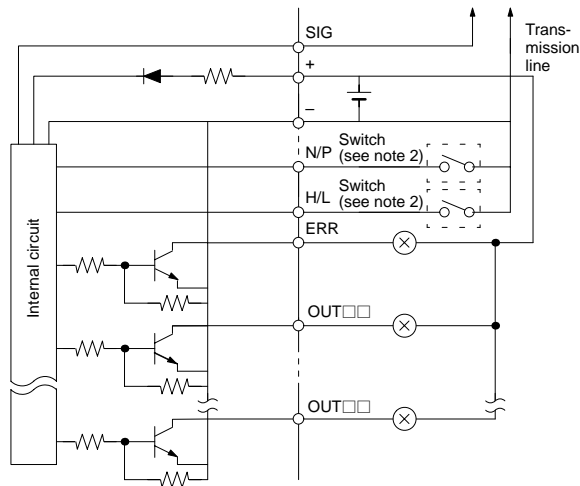 SIG
Trans-
mission
line
+
−
N/P
Switch
(see note 2)
H/L
Switch
(see note 2)
ERR
Internal circuit
OUT□□
OUT□□